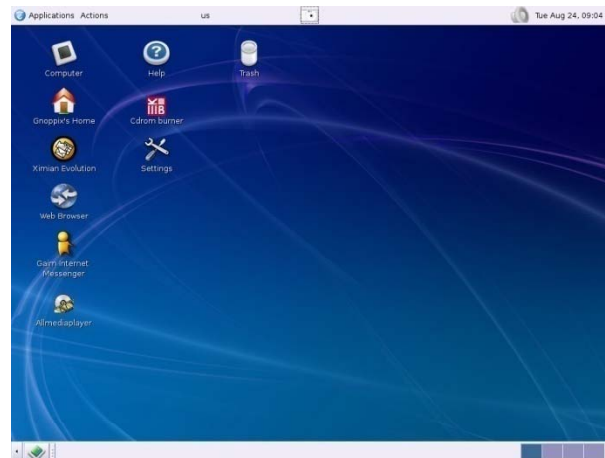 Applications Actions us Tue Aug 24, 09:04
Computer Help Trash
Gnoppix's Home Cdrom burner
Ximian Evolution Settings
Web Browser
Gaim Internet
Messenger
Allmediaplayer